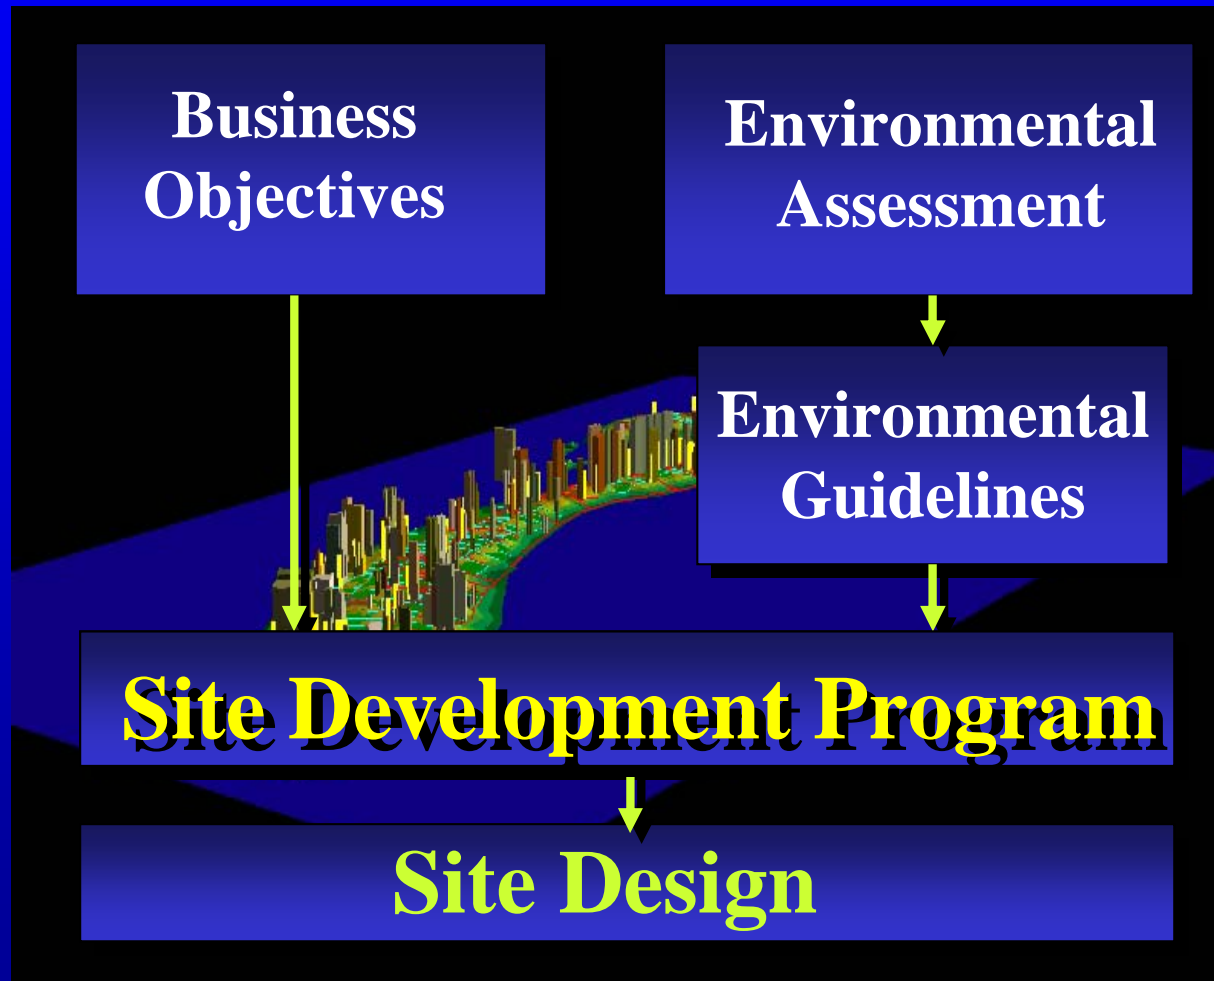 Business
Objectives
Environmental
Assessment
Environmental
Guidelines
Site Development Program
Site Design